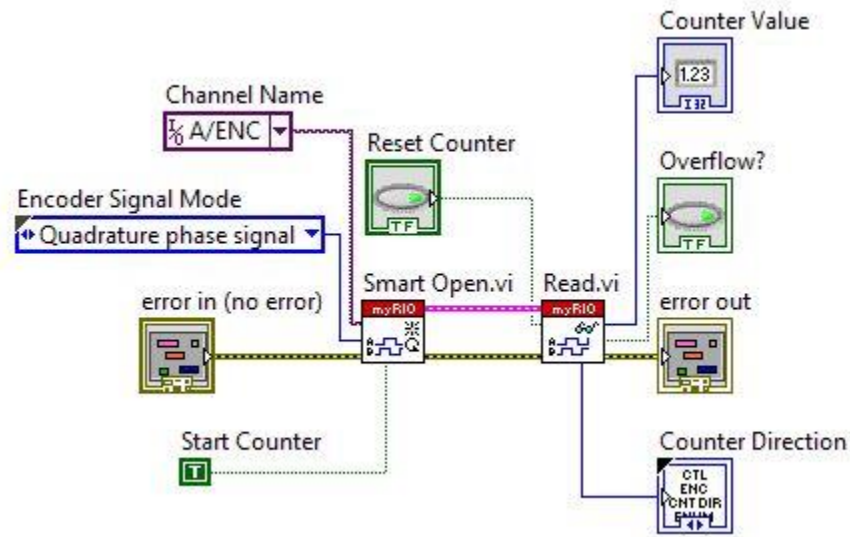 Counter Value
1.23
I32
Channel Name
I/O A/ENC
Reset Counter
TF
Overflow?
TF
Encoder Signal Mode
Quadrature phase signal
Smart Open.vi
Read.vi
error in (no error)
myRIO
myRIO
error out
A
B
A
B
Start Counter
T
Counter Direction
CTL
ENC
CNT DIR
ENUM